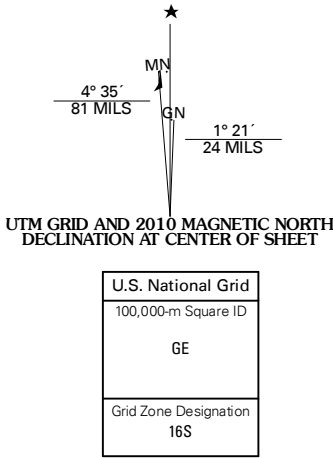 MN
4° 35´
81 MILS
GN
1° 21´
24 MILS
UTM GRID AND 2010 MAGNETIC NORTH
DECLINATION AT CENTER OF SHEET
U.S. National Grid
100,000-m Square ID
GE
Grid Zone Designation
16S